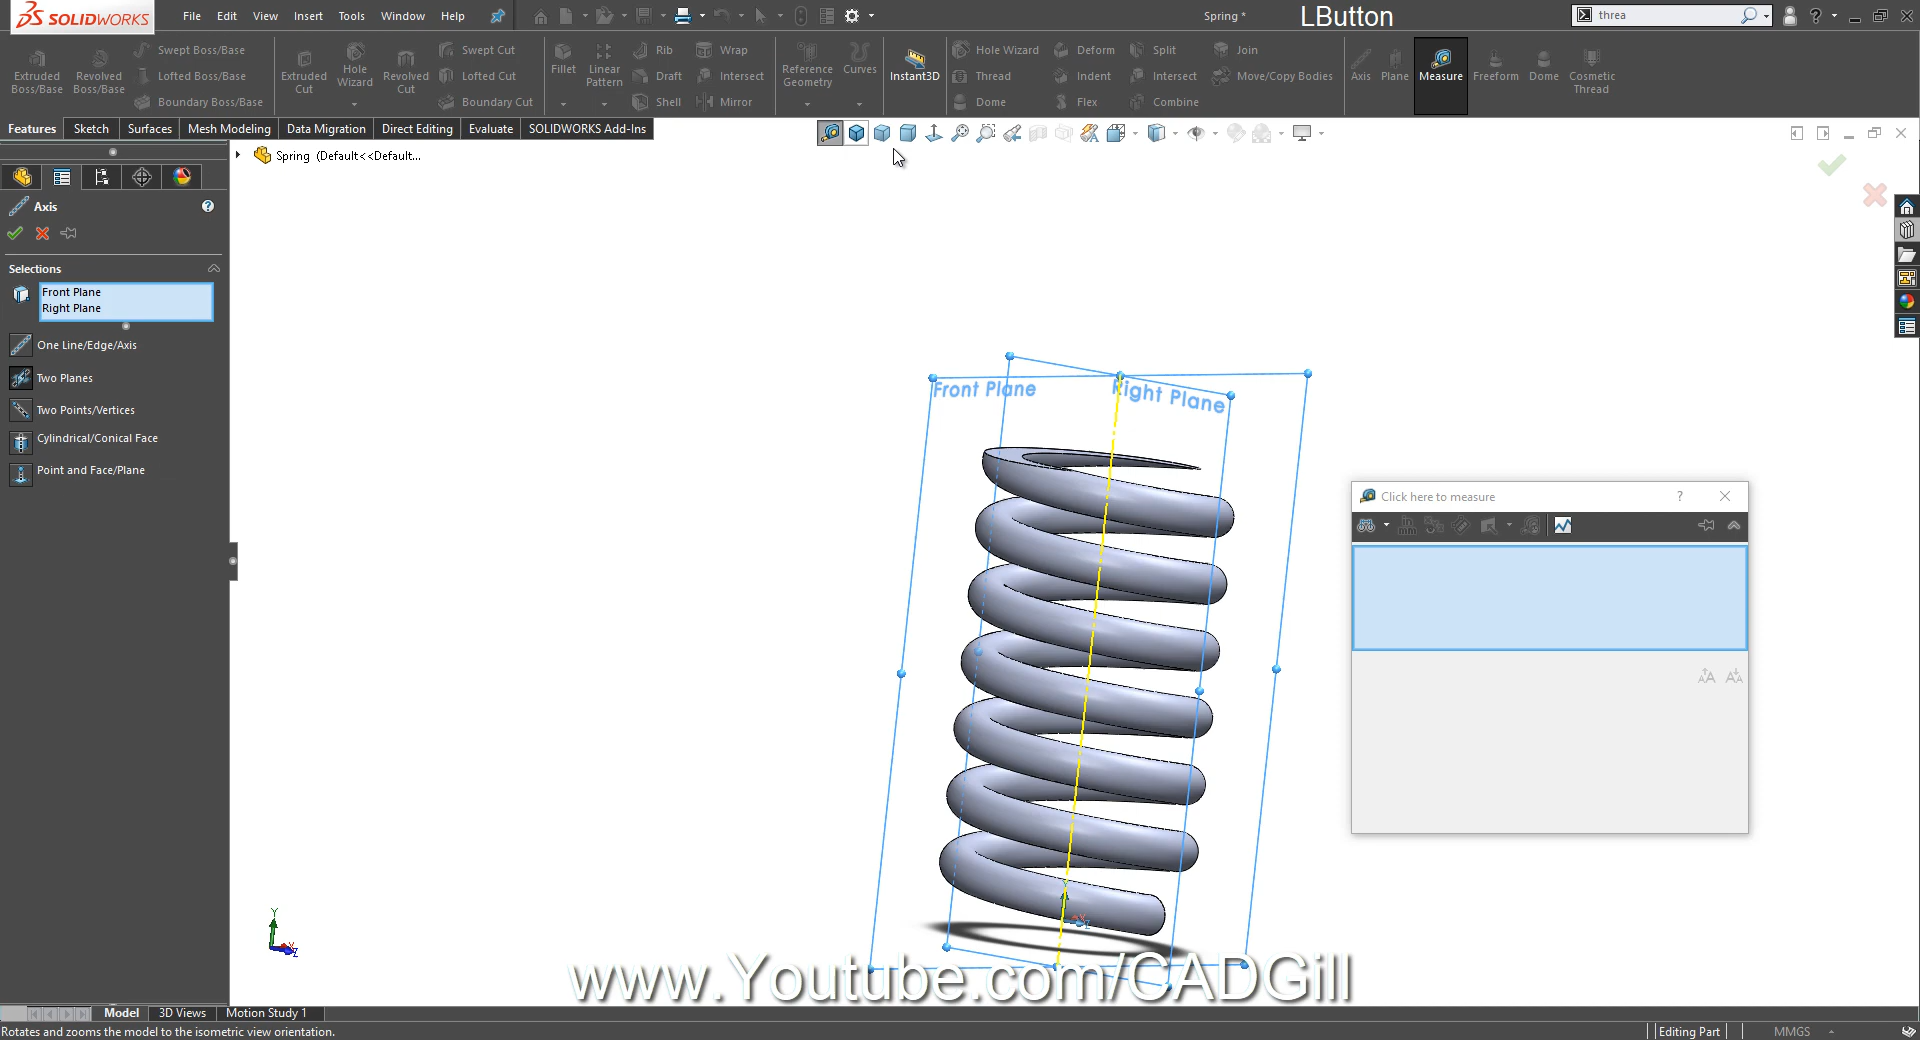 SOLIDWORKS
File Edit View Insert Tools Window Help
Spring *
LButton
threa
Extruded Boss/Base
Revolved Boss/Base
Swept Boss/Base
Lofted Boss/Base
Boundary Boss/Base
Extruded Cut
Hole Wizard
Revolved Cut
Swept Cut
Lofted Cut
Boundary Cut
Fillet
Linear Pattern
Rib
Draft
Shell
Wrap
Intersect
Mirror
Reference Geometry
Curves
Instant3D
Hole Wizard
Thread
Dome
Deform
Indent
Flex
Split
Intersect
Combine
Join
Move/Copy Bodies
Axis
Plane
Measure
Freeform
Dome
Cosmetic Thread
Features Sketch Surfaces Mesh Modeling Data Migration Direct Editing Evaluate SOLIDWORKS Add-Ins
Spring (Default<<Default...
Axis
Selections
Front Plane
Right Plane
One Line/Edge/Axis
Two Planes
Two Points/Vertices
Cylindrical/Conical Face
Point and Face/Plane
Front Plane
Right Plane
Click here to measure
?
Y
X
Z
www.Youtube.com/CADGill
Model 3D Views Motion Study 1
Rotates and zooms the model to the isometric view orientation.
Editing Part
MMGS